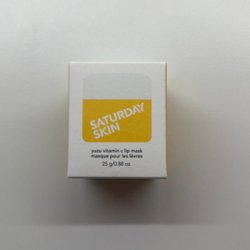 SATURDAY
SKIN
yuzu vitamin c lip mask
masque pour les lèvres
25 g/0.88 oz.